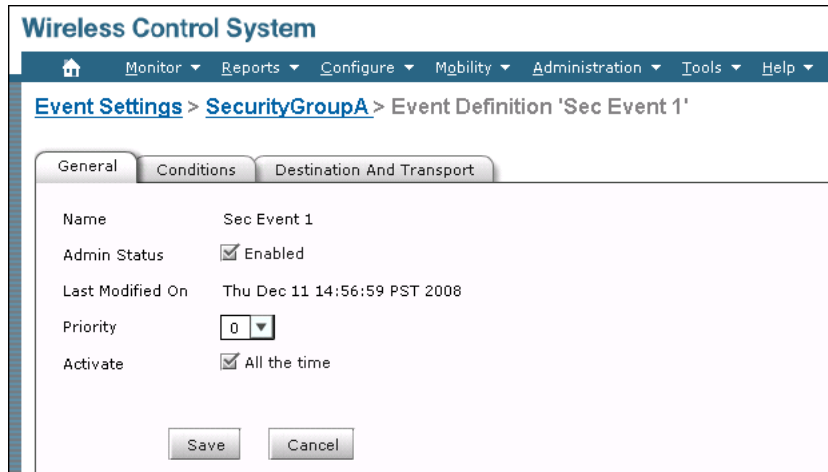 Wireless Control System
Monitor Reports Configure Mobility Administration Tools Help
Event Settings > SecurityGroupA > Event Definition 'Sec Event 1'
General Conditions Destination And Transport
Name Sec Event 1
Admin Status Enabled
Last Modified On Thu Dec 11 14:56:59 PST 2008
Priority 0
Activate All the time
Save Cancel